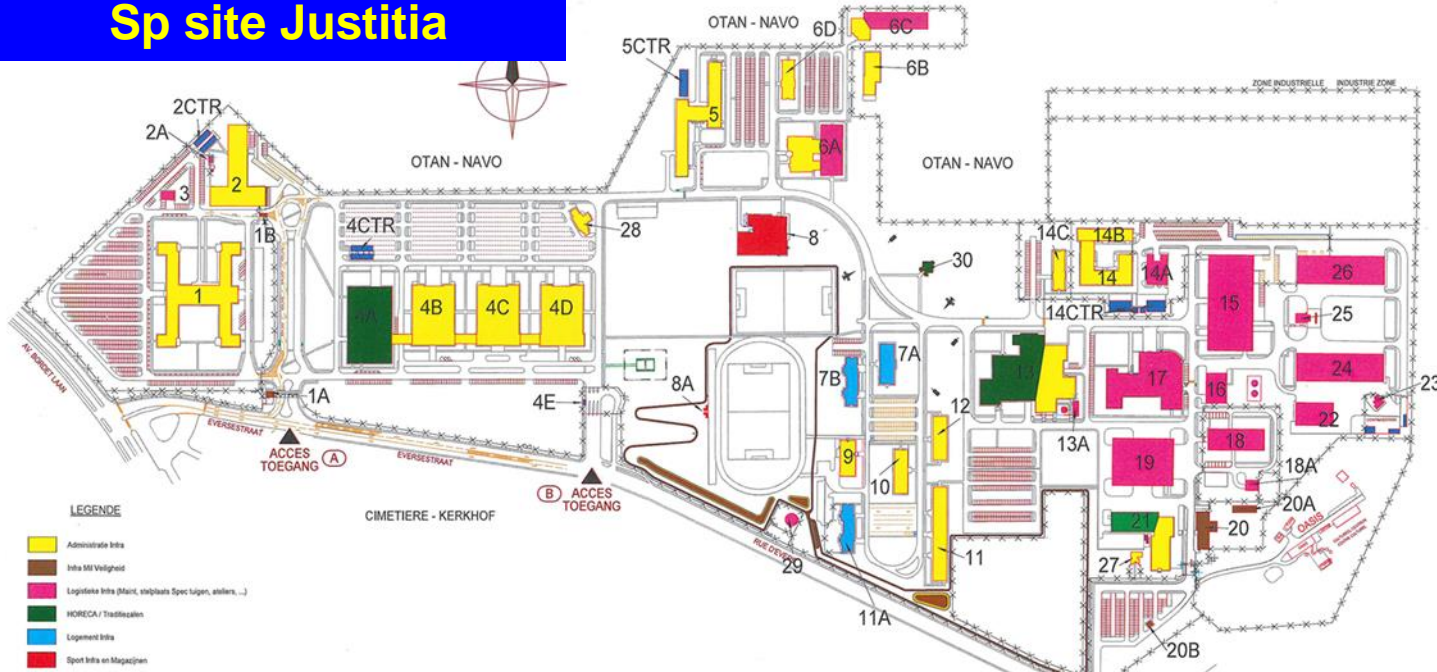 Sp site Justitia
OTAN - NAVO
6D
6C
5CTR
6B
ZONE INDUSTRIELLE INDUSTRIE ZONE
2CTR
2A
5
6A
OTAN - NAVO
OTAN - NAVO
3
2
1B
4CTR
28
8
14C
14B
30
14
14A
26
1
15
4A
4B
4C
4D
14CTR
25
AV. BORDET LAAN
7A
13
7B
17
24
16
23
1A
4E
8A
12
13A
22
EVERSESTRAAT
18
ACCES
TOEGANG
A
EVERSESTRAAT
9
10
19
18A
B
ACCES
TOEGANG
20A
LEGENDE
CIMETIERE - KERKHOF
21
20
OASIS
29
11
27
11A
20B
Administratie Infra
Infra Mil Veiligheid
Logistieke Infra (Maint, stelplaats Spec tuigen, ateliers, ...)
HORECA / Traditiezalen
Logement Infra
Sport Infra en Magazijnen